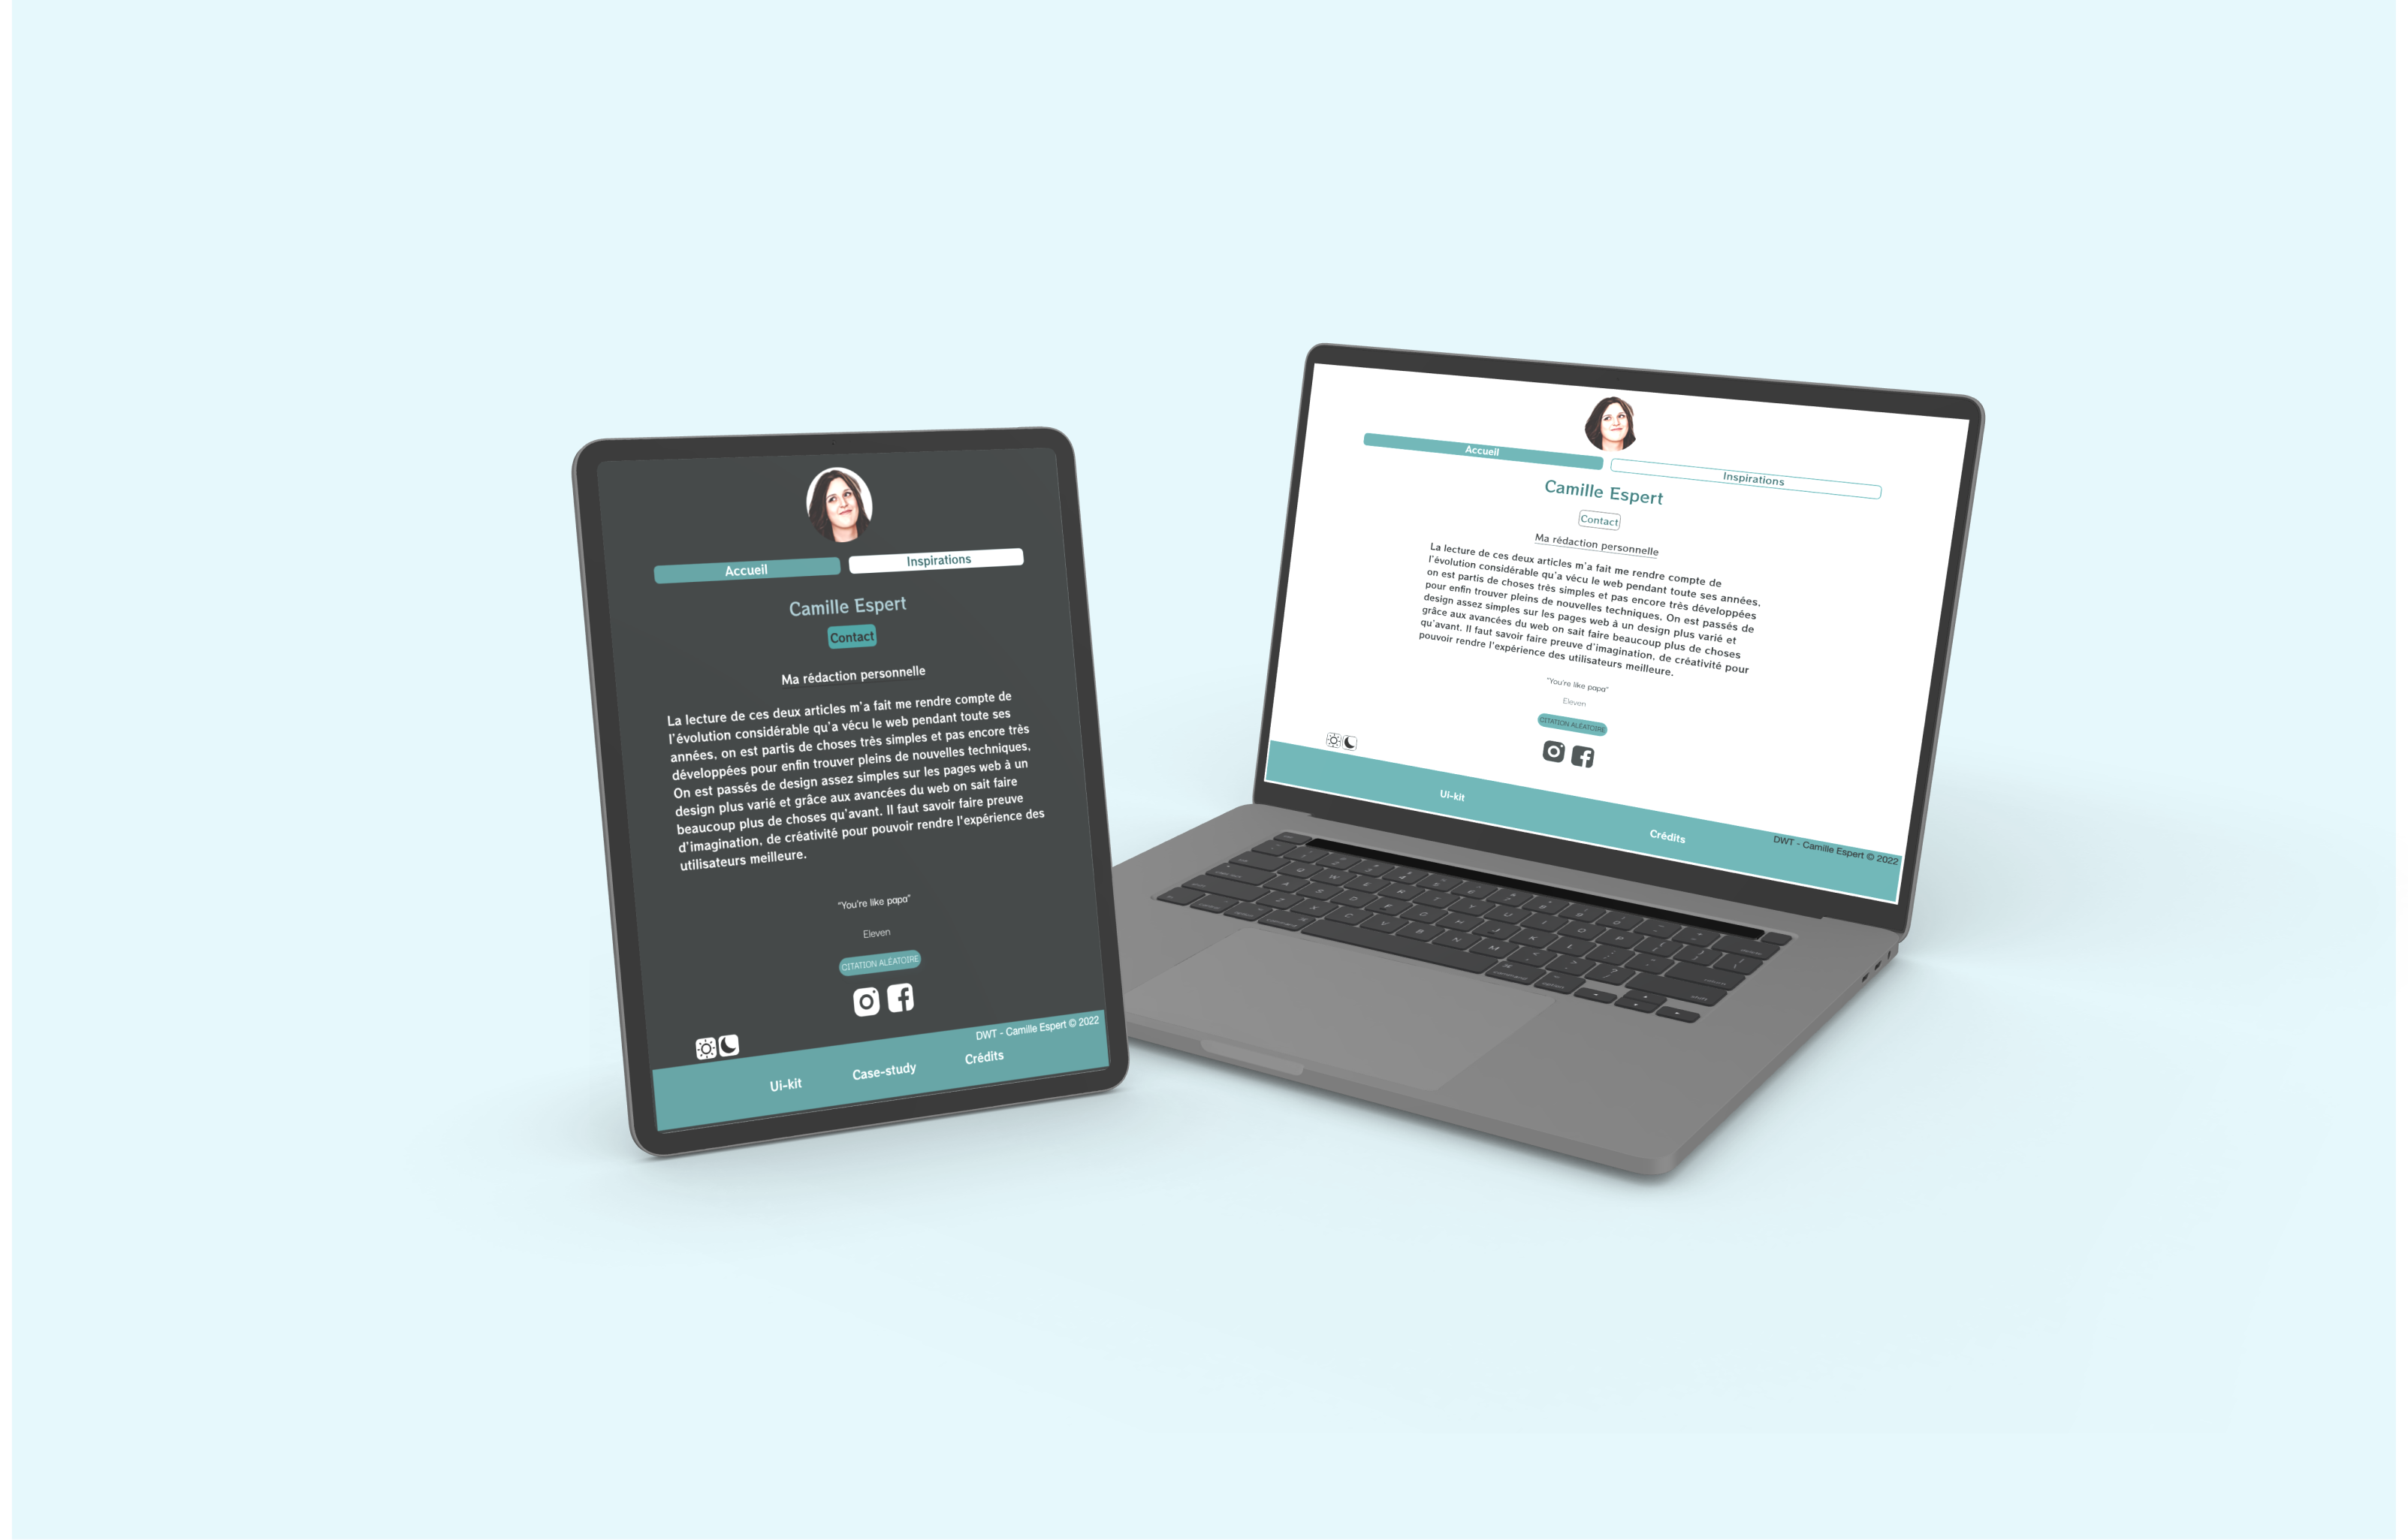 Accueil
Inspirations
Camille Espert
Contact
Ma rédaction personnelle
La lecture de ces deux articles m'a fait me rendre compte de
l'évolution considérable qu'a vécu le web pendant toute ses
années, on est partis de choses très simples et pas encore très
développées pour enfin trouver pleins de nouvelles techniques.
On est passés de design assez simples sur les pages web à un
design plus varié et grâce aux avancées du web on sait faire
beaucoup plus de choses qu'avant. Il faut savoir faire preuve
d'imagination, de créativité pour pouvoir rendre l'expérience des
utilisateurs meilleure.
"You're like papa"
Eleven
CITATION ALÉATOIRE
DWT - Camille Espert © 2022
Ui-kit
Case-study
Crédits
Accueil
Inspirations
Camille Espert
Contact
Ma rédaction personnelle
La lecture de ces deux articles m'a fait me rendre compte de
l'évolution considérable qu'a vécu le web pendant toute ses années,
on est partis de choses très simples et pas encore très développées
pour enfin trouver pleins de nouvelles techniques. On est passés de
design assez simples sur les pages web à un design plus varié et
grâce aux avancées du web on sait faire beaucoup plus de choses
qu'avant. Il faut savoir faire preuve d'imagination, de créativité pour
pouvoir rendre l'expérience des utilisateurs meilleure.
"You're like papa"
Eleven
CITATION ALÉATOIRE
Ui-kit
Crédits
DWT - Camille Espert © 2022